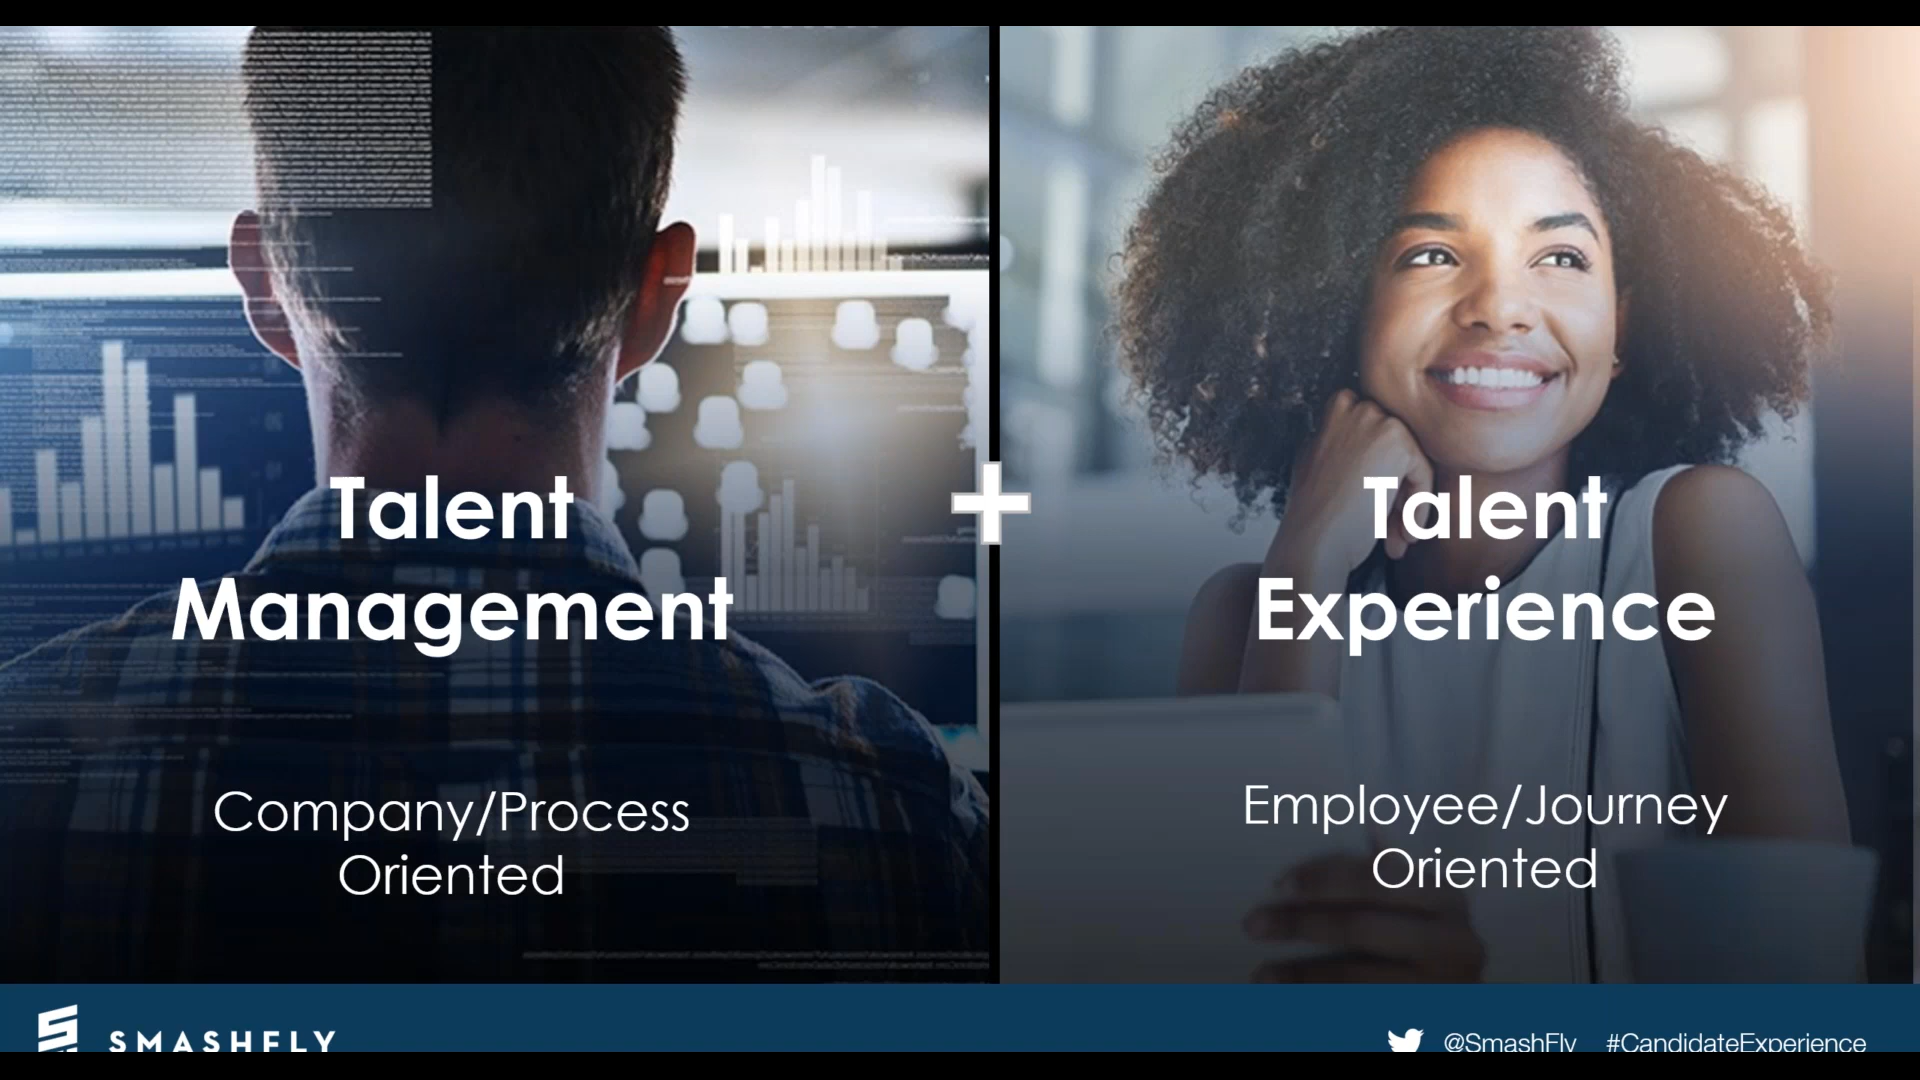 Talent
Management
+
Talent
Experience
Company/Process
Oriented
Employee/Journey
Oriented
SMASHFLY
@SmashFly #CandidateExperience